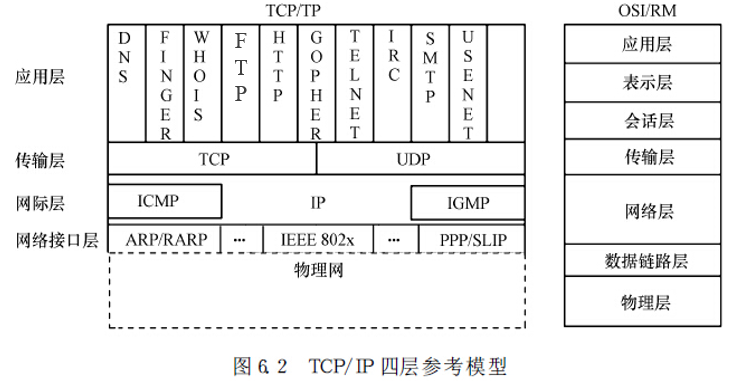 TCP/TP
OSI/RM
应用层
DNS
FINGER
WHOIS
FTP
HTTP
GOPHER
TELNET
IRC
SMTP
USENET
传输层
TCP
UDP
网际层
ICMP
IP
IGMP
网络接口层
ARP/RARP
...
IEEE 802x
...
PPP/SLIP
物理网
应用层
表示层
会话层
传输层
网络层
数据链路层
物理层
图 6.2 TCP/IP 四层参考模型